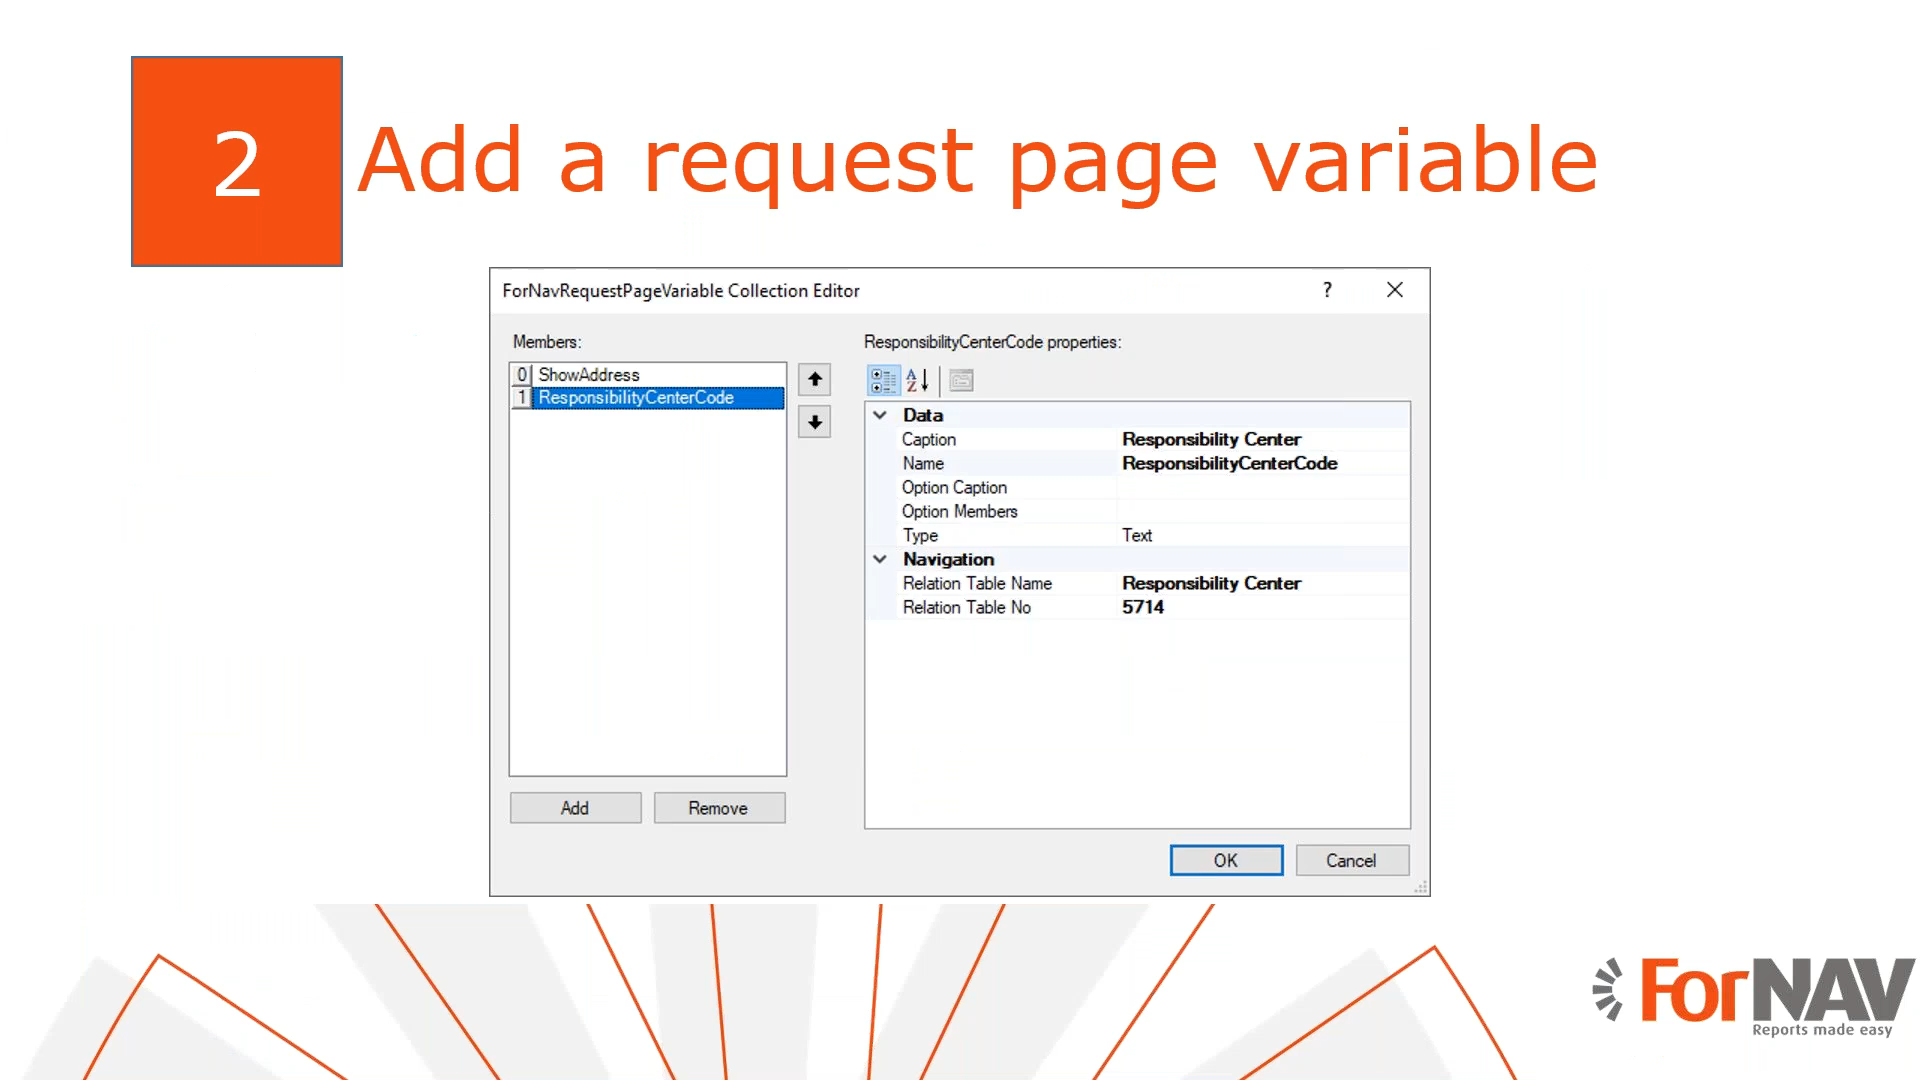 2
Add a request page variable
ForNavRequestPageVariable Collection Editor
?
Members:
0 ShowAddress
1 ResponsibilityCenterCode
Add
Remove
ResponsibilityCenterCode properties:
A
Z
Data
Caption Responsibility Center
Name ResponsibilityCenterCode
Option Caption
Option Members
Type Text
Navigation
Relation Table Name Responsibility Center
Relation Table No 5714
OK
Cancel
ForNAV
Reports made easy